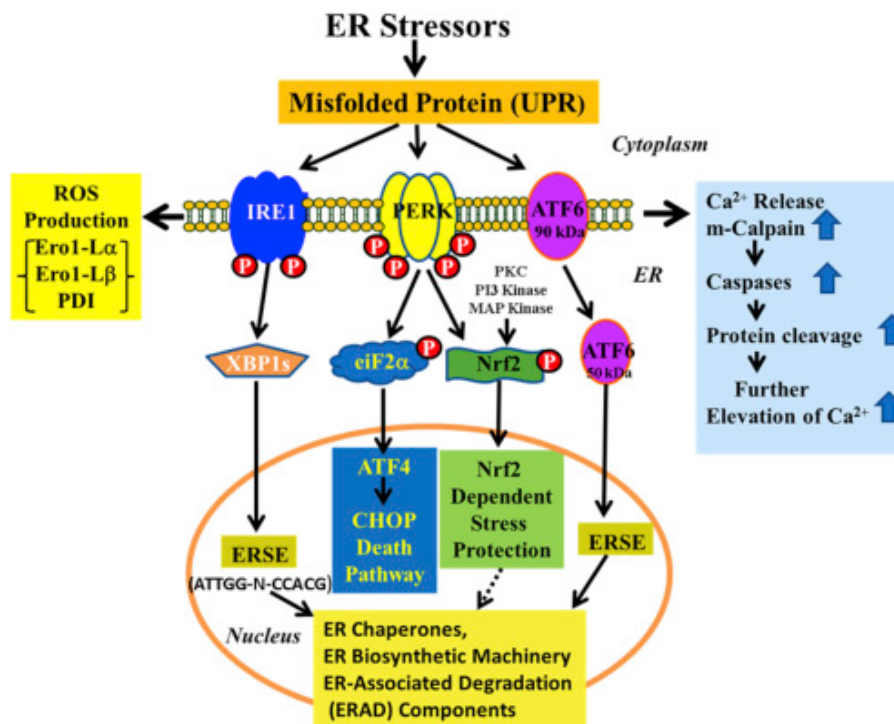 ER Stressors
Misfolded Protein (UPR)
Cytoplasm
ROS
Production
Ero1-Lα
Ero1-Lβ
PDI
IRE1
P
P
PERK
P
P
P
P
ATF6
90 kDa
ER
Ca²⁺ Release
m-Calpain
Caspases
Protein cleavage
Further
Elevation of Ca²⁺
PKC
PI3 Kinase
MAP Kinase
XBP1s
eiF2α
P
Nrf2
P
ATF6
50 kDa
ATF4
CHOP
Death
Pathway
Nrf2
Dependent
Stress
Protection
ERSE
(ATTGG-N-CCACG)
ERSE
Nucleus
ER Chaperones,
ER Biosynthetic Machinery
ER-Associated Degradation
(ERAD) Components